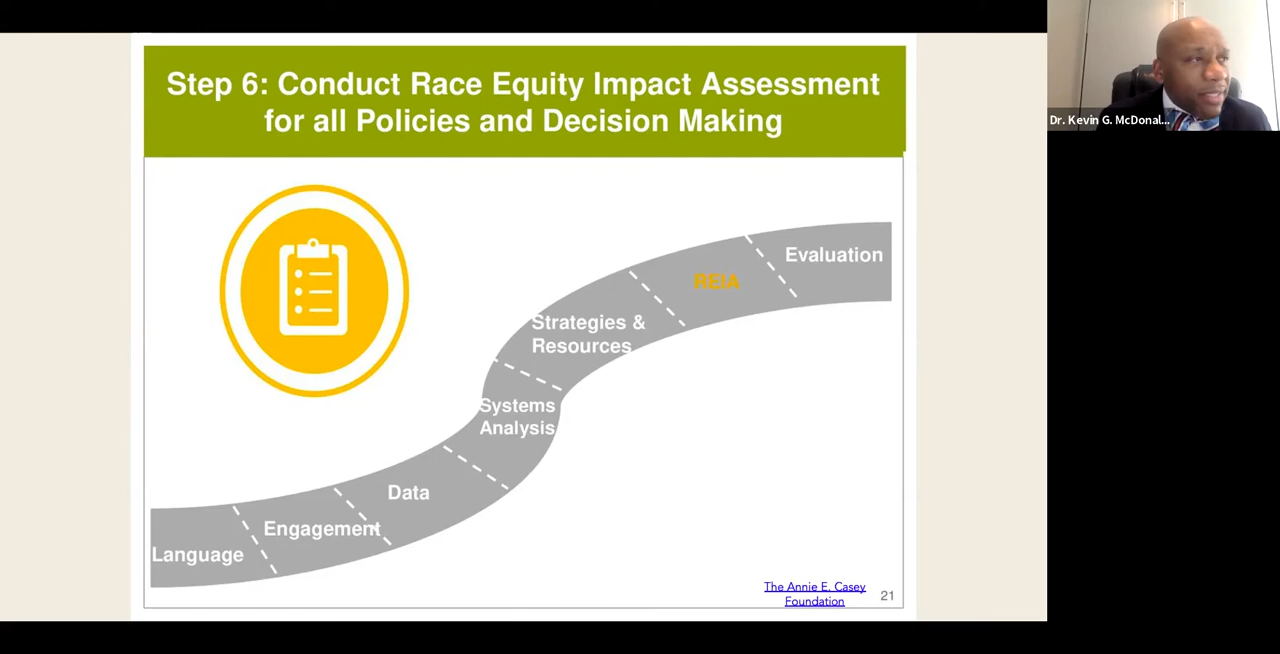 Step 6: Conduct Race Equity Impact Assessment
for all Policies and Decision Making
Dr. Kevin G. McDonal...
Evaluation
REIA
Strategies &
Resources
Systems
Analysis
Data
Engagement
Language
The Annie E. Casey
Foundation
21